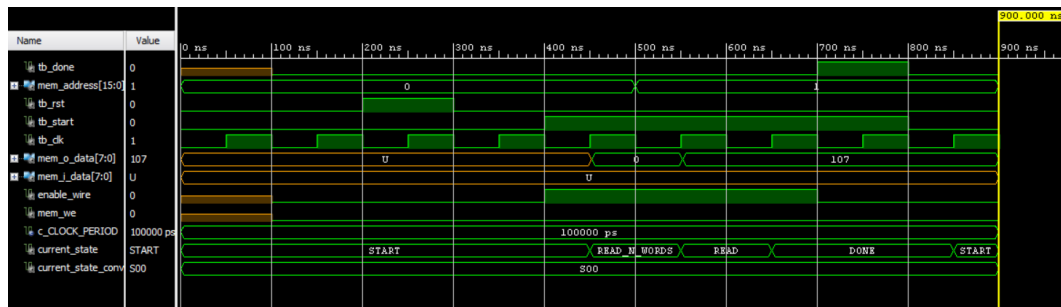 900.000 ns
Name Value 0 ns 100 ns 200 ns 300 ns 400 ns 500 ns 600 ns 700 ns 800 ns 900 ns
tb_done 0
mem_address[15:0] 1 0 1
tb_rst 0
tb_start 0
tb_clk 1
mem_o_data[7:0] 107 U 0 107
mem_i_data[7:0] U U
enable_wire 0
mem_we 0
c_CLOCK_PERIOD 100000 ps 100000 ps
current_state START START READ_N_WORDS READ DONE START
current_state_conv S00 S00